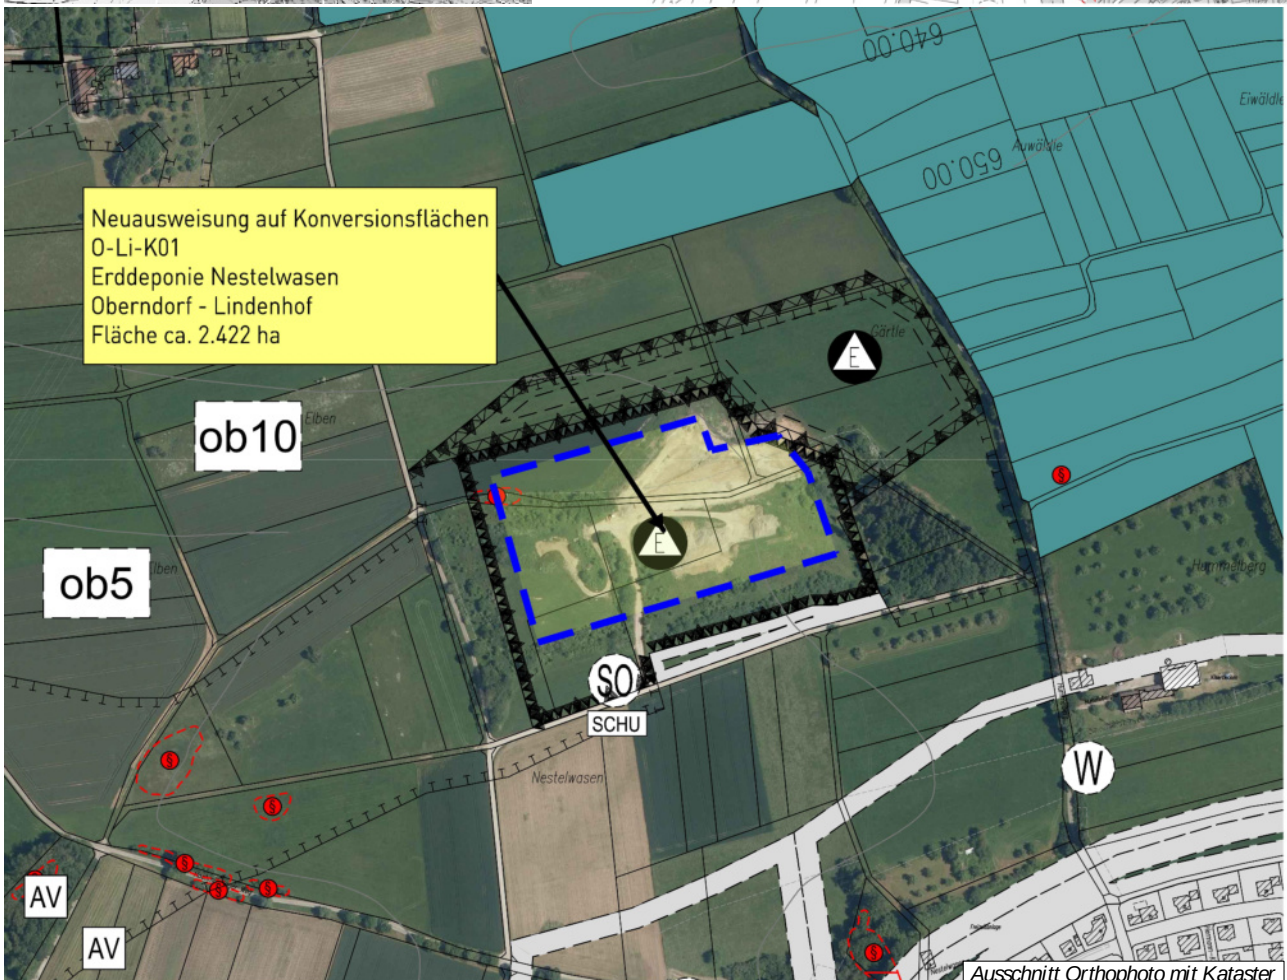 640.00
Eiwäldle
Auwäldle
650.00
Neuausweisung auf Konversionsflächen
O-Li-K01
Erddeponie Nestelwasen
Oberndorf - Lindenhof
Fläche ca. 2.422 ha
Gärtle
E
Elben
ob10
§
E
ob5
Elben
Hummelberg
SO
SCHU
§
Nestelwasen
W
§
§
§
§
AV
AV
§
Ausschnitt Orthophoto mit Kataster